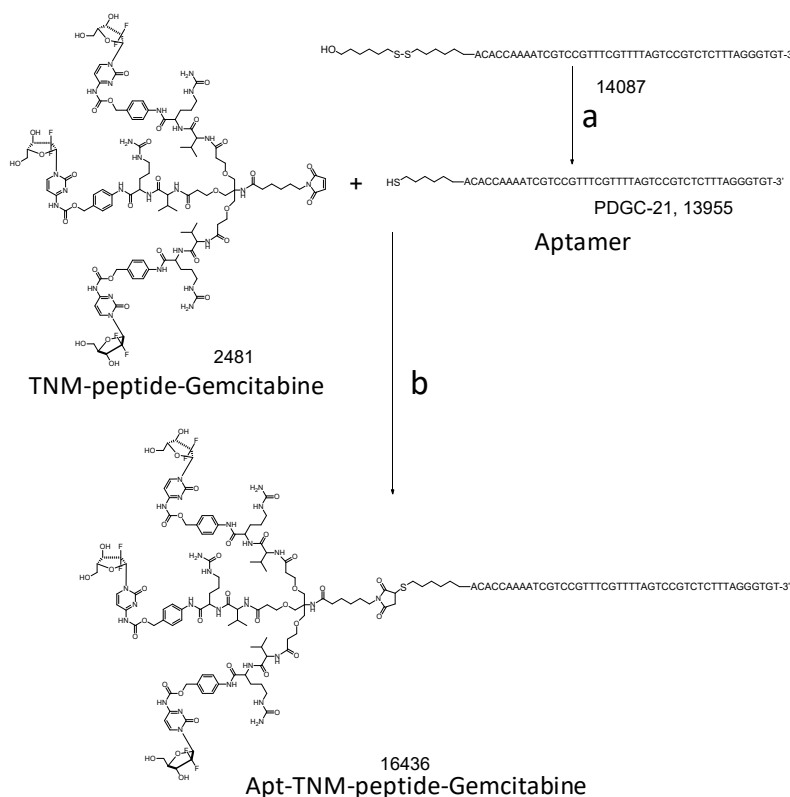 HO
S-S
ACACCAAAATCGTCCGTTTCGTTTTAGTCCGTCTCTTTAGGGTGT-3'
14087
a
+
HS
ACACCAAAATCGTCCGTTTCGTTTTAGTCCGTCTCTTTAGGGTGT-3'
PDGC-21, 13955
Aptamer
2481
TNM-peptide-Gemcitabine
b
S
ACACCAAAATCGTCCGTTTCGTTTTAGTCCGTCTCTTTAGGGTGT-3'
16436
Apt-TNM-peptide-Gemcitabine